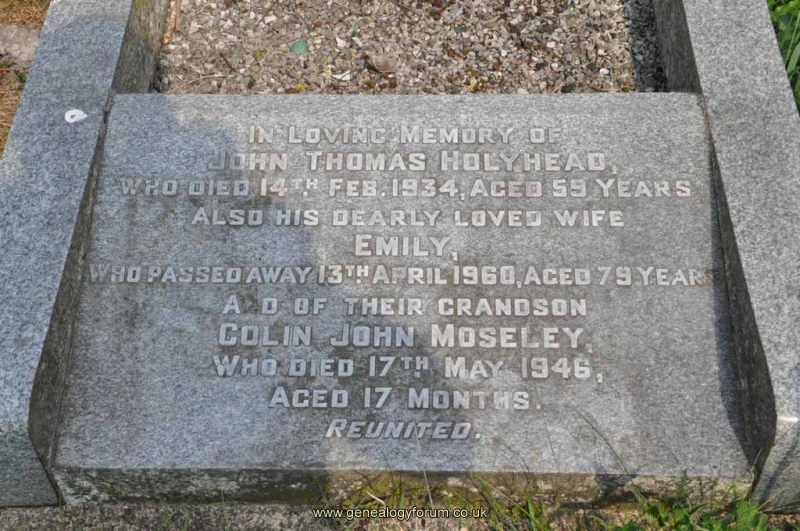 In Loving Memory of
John Thomas Holyhead,
Who died 14th Feb. 1934, Aged 59 Years
Also his dearly loved wife
Emily,
Who passed away 13th April 1960, Aged 79 Year
A D of their grandson
Colin John Moseley,
Who died 17th May 1946,
Aged 17 Months.
Reunited.
www.genealogyforum.co.uk